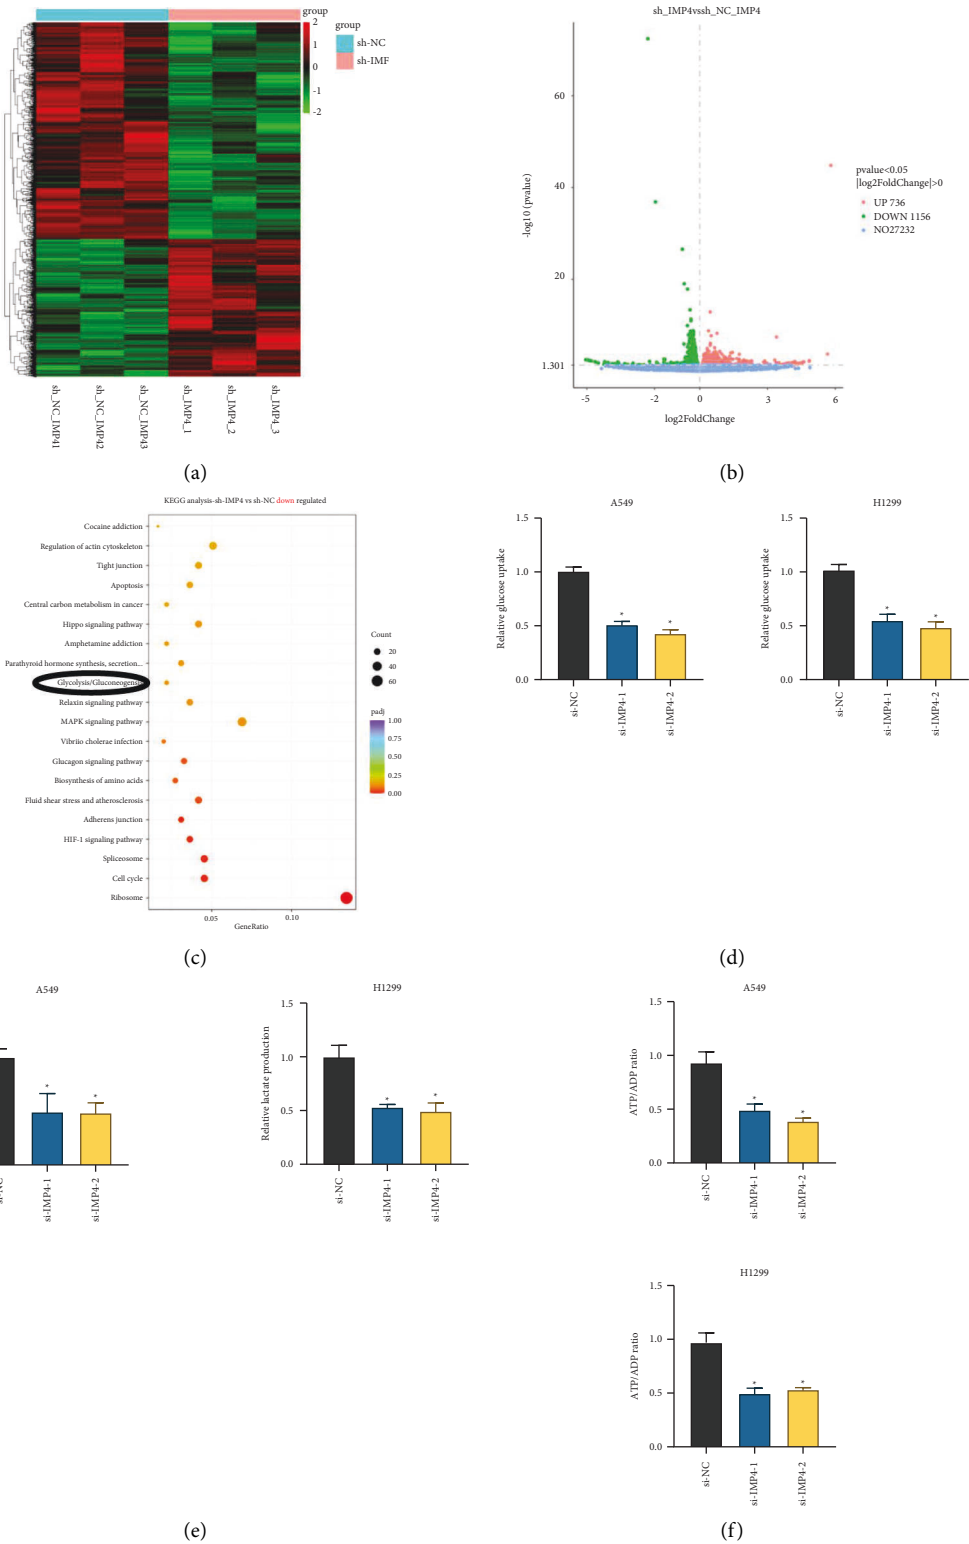 group
2
1
0
-1
-2
group
sh-NC
sh-IMF
sh_NC_IMP41
sh_NC_IMP42
sh_NC_IMP43
sh_IMP4_1
sh_IMP4_2
sh_IMP4_3
(a)
sh_IMP4vssh_NC_IMP4
-log10 (pvalue)
60
40
20
1.301
-5
-2
0
3
6
log2FoldChange
pvalue<0.05
|log2FoldChange|>0
UP 736
DOWN 1156
NO27232
(b)
KEGG analysis-sh-IMP4 vs sh-NC down regulated
Cocaine addiction
Regulation of actin cytoskeleton
Tight junction
Apoptosis
Central carbon metabolism in cancer
Hippo signaling pathway
Amphetamine addiction
Parathyroid hormone synthesis, secretion...
Glycolysis/Gluconeogensis
Relaxin signaling pathway
MAPK signaling pathway
Vibriio cholerae infection
Glucagon signaling pathway
Biosynthesis of amino acids
Fluid shear stress and atherosclerosis
Adherens junction
HIF-1 signaling pathway
Spliceosome
Cell cycle
Ribosome
0.05
0.10
GeneRatio
Count
20
40
60
padj
1.00
0.75
0.50
0.25
0.00
(c)
A549
Relative glucose uptake
1.5
1.0
0.5
0.0
*
*
si-NC
si-IMP4-1
si-IMP4-2
H1299
Relative glucose uptake
1.5
1.0
0.5
0.0
*
*
si-NC
si-IMP4-1
si-IMP4-2
(d)
A549
*
*
si-NC
si-IMP4-1
si-IMP4-2
H1299
Relative lactate production
1.5
1.0
0.5
0.0
*
*
si-NC
si-IMP4-1
si-IMP4-2
(e)
A549
ATP/ADP ratio
1.5
1.0
0.5
0.0
*
*
si-NC
si-IMP4-1
si-IMP4-2
H1299
ATP/ADP ratio
1.5
1.0
0.5
0.0
*
*
si-NC
si-IMP4-1
si-IMP4-2
(f)